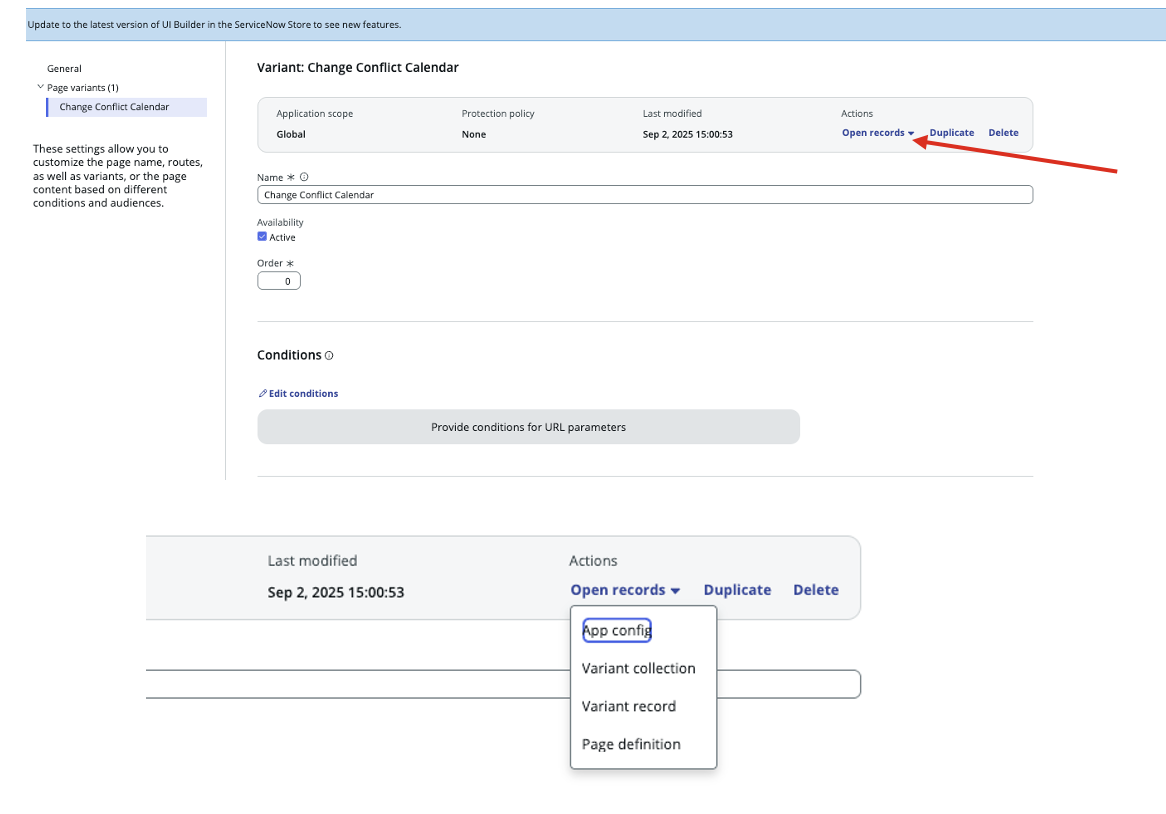 Update to the latest version of UI Builder in the ServiceNow Store to see new features.
General
Page variants (1)
Change Conflict Calendar
These settings allow you to
customize the page name, routes,
as well as variants, or the page
content based on different
conditions and audiences.
Variant: Change Conflict Calendar
Application scope Protection policy Last modified Actions
Global None Sep 2, 2025 15:00:53 Open records Duplicate Delete
Name *
Change Conflict Calendar
Availability
Active
Order *
0
Conditions
Edit conditions
Provide conditions for URL parameters
Last modified Actions
Sep 2, 2025 15:00:53 Open records Duplicate Delete
App config
Variant collection
Variant record
Page definition